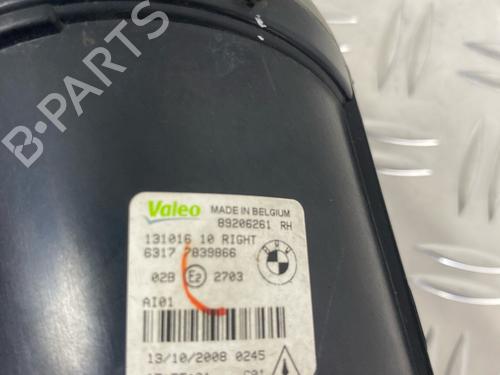 B-PARTS
Valeo MADE IN BELGIUM
89206261 RH
131016 10 RIGHT
6317 7839866
02B E2 2703
AI01
13/10/2008 0245